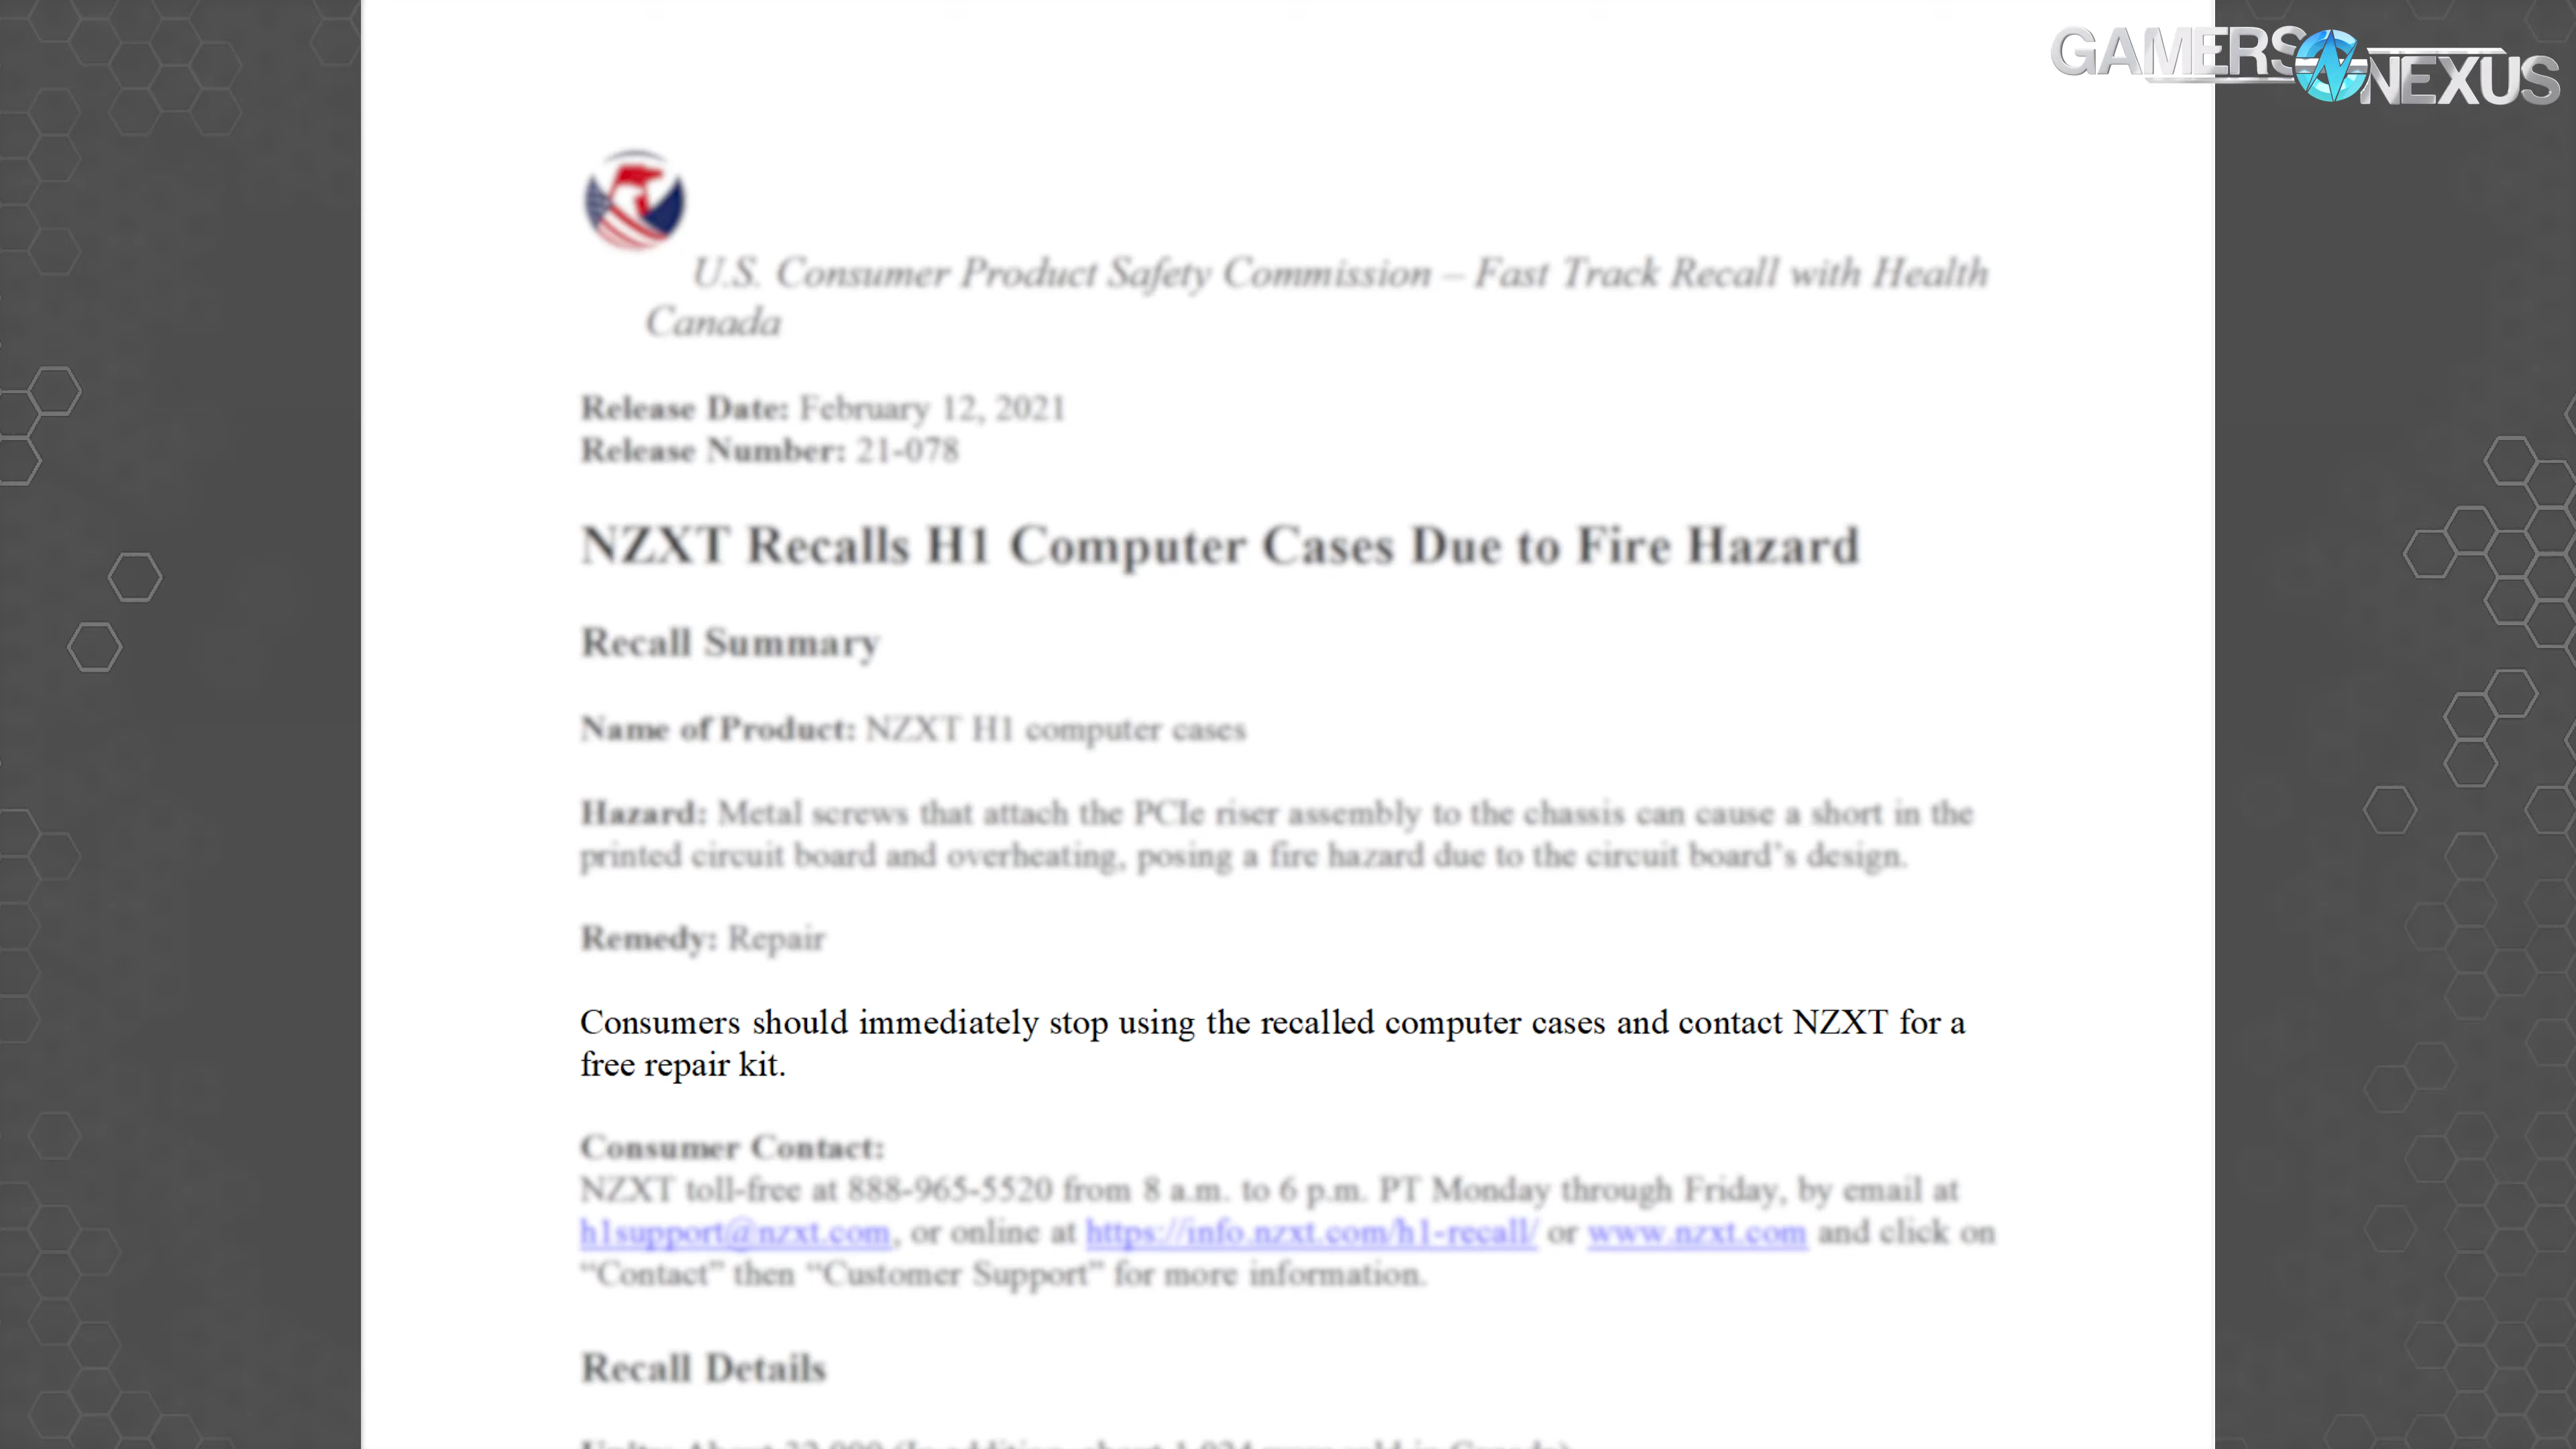 GAMERS NEXUS
U.S. Consumer Product Safety Commission – Fast Track Recall with Health
Canada
Release Date: February 12, 2021
Release Number: 21-078
NZXT Recalls H1 Computer Cases Due to Fire Hazard
Recall Summary
Name of Product: NZXT H1 computer cases
Hazard: Metal screws that attach the PCIe riser assembly to the chassis can cause a short in the
printed circuit board and overheating, posing a fire hazard due to the circuit board’s design.
Remedy: Repair
Consumers should immediately stop using the recalled computer cases and contact NZXT for a
free repair kit.
Consumer Contact:
NZXT toll-free at 888-965-5520 from 8 a.m. to 6 p.m. PT Monday through Friday, by email at
h1support@nzxt.com, or online at https://info.nzxt.com/h1-recall/ or www.nzxt.com and click on
“Contact” then “Customer Support” for more information.
Recall Details